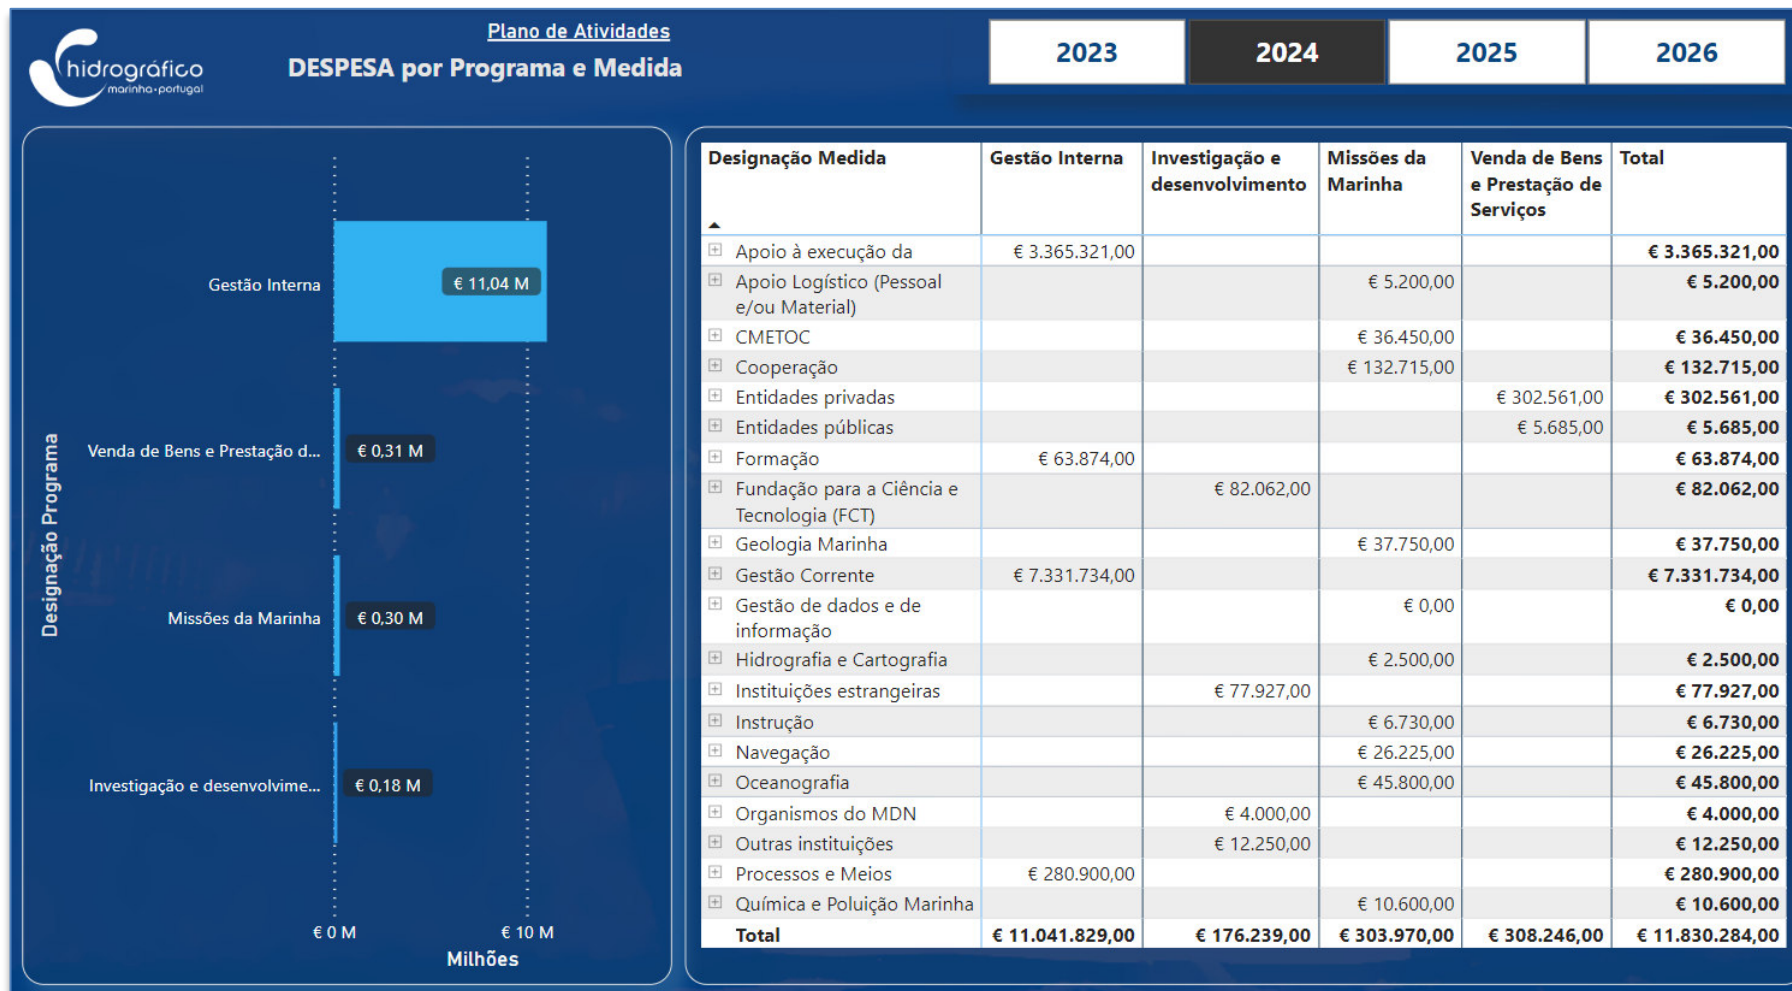 hidrográfico
marinha·portugal
Plano de Atividades
DESPESA por Programa e Medida
2023
2024
2025
2026
Designação Programa
Gestão Interna
€ 11,04 M
Venda de Bens e Prestação d...
€ 0,31 M
Missões da Marinha
€ 0,30 M
Investigação e desenvolvime...
€ 0,18 M
€ 0 M
€ 10 M
Milhões
Designação Medida Gestão Interna Investigação e desenvolvimento Missões da Marinha Venda de Bens e Prestação de Serviços Total
Apoio à execução da € 3.365.321,00 € 3.365.321,00
Apoio Logístico (Pessoal
e/ou Material) € 5.200,00 € 5.200,00
CMETOC € 36.450,00 € 36.450,00
Cooperação € 132.715,00 € 132.715,00
Entidades privadas € 302.561,00 € 302.561,00
Entidades públicas € 5.685,00 € 5.685,00
Formação € 63.874,00 € 63.874,00
Fundação para a Ciência e
Tecnologia (FCT) € 82.062,00 € 82.062,00
Geologia Marinha € 37.750,00 € 37.750,00
Gestão Corrente € 7.331.734,00 € 7.331.734,00
Gestão de dados e de
informação € 0,00 € 0,00
Hidrografia e Cartografia € 2.500,00 € 2.500,00
Instituições estrangeiras € 77.927,00 € 77.927,00
Instrução € 6.730,00 € 6.730,00
Navegação € 26.225,00 € 26.225,00
Oceanografia € 45.800,00 € 45.800,00
Organismos do MDN € 4.000,00 € 4.000,00
Outras instituições € 12.250,00 € 12.250,00
Processos e Meios € 280.900,00 € 280.900,00
Química e Poluição Marinha € 10.600,00 € 10.600,00
Total € 11.041.829,00 € 176.239,00 € 303.970,00 € 308.246,00 € 11.830.284,00